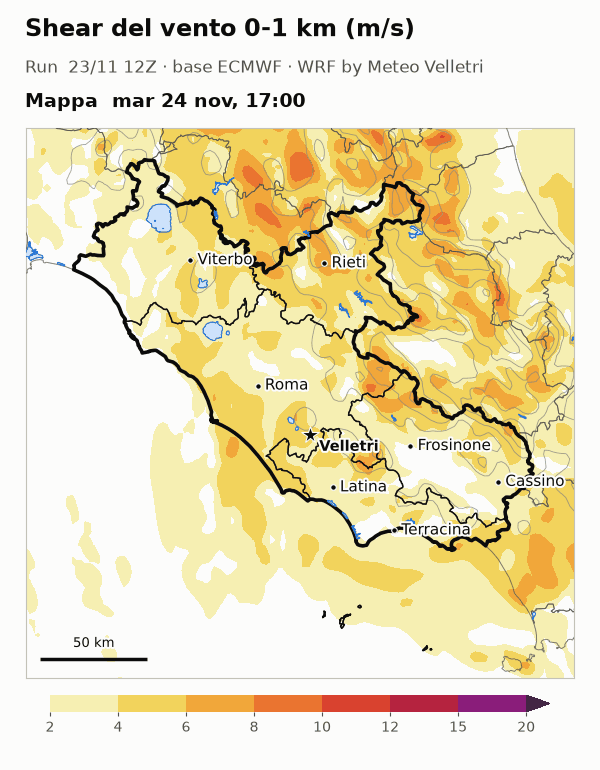 Shear del vento 0-1 km (m/s)
Run  23/11 12Z · base ECMWF · WRF by Meteo Velletri
Mappa  mar 24 nov, 17:00
Viterbo
Rieti
Roma
Velletri
Frosinone
Latina
Cassino
Terracina
50 km
2 4 6 8 10 12 15 20